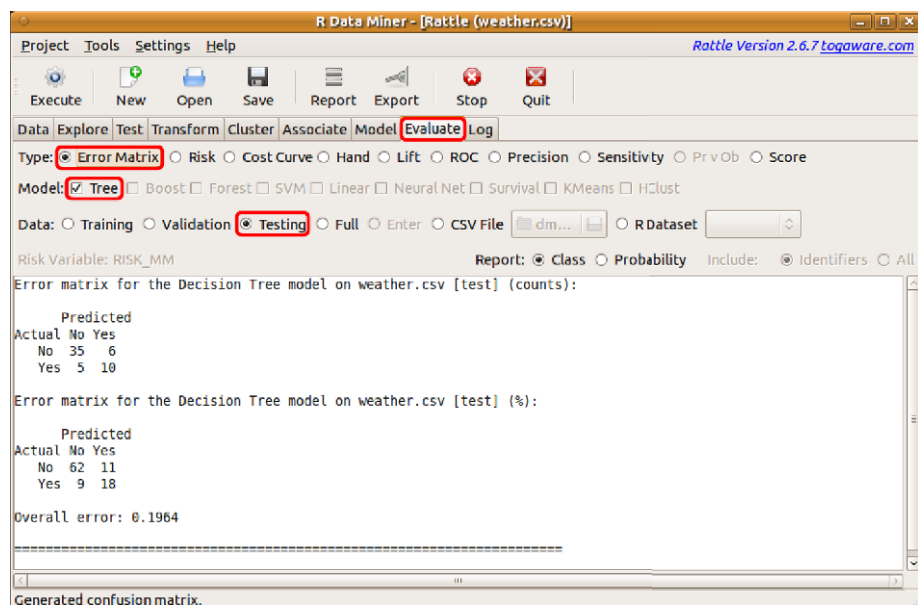 R Data Miner - [Rattle (weather.csv)]
Project Tools Settings Help Rattle Version 2.6.7 togaware.com
Execute New Open Save Report Export Stop Quit
Data Explore Test Transform Cluster Associate Model Evaluate Log
Type: Error Matrix Risk Cost Curve Hand Lift ROC Precision Sensitivity Pr v Ob Score
Model: Tree Boost Forest SVM Linear Neural Net Survival KMeans HClust
Data: Training Validation Testing Full Enter CSV File dm... R Dataset
Risk Variable: RISK_MM Report: Class Probability Include: Identifiers All
Error matrix for the Decision Tree model on weather.csv [test] (counts):
Predicted
Actual No Yes
No 35 6
Yes 5 10
Error matrix for the Decision Tree model on weather.csv [test] (%):
Predicted
Actual No Yes
No 62 11
Yes 9 18
Overall error: 0.1964
======================================================================
Generated confusion matrix.